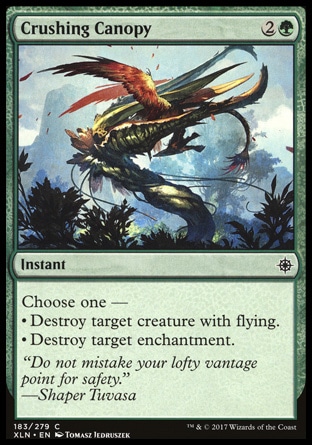 Crushing Canopy 2
Instant
Choose one —
• Destroy target creature with flying.
• Destroy target enchantment.
“Do not mistake your lofty vantage
point for safety.”
—Shaper Tuvasa
183/279 C
XLN • EN Tomasz Jedruszek ™ & © 2017 Wizards of the Coast